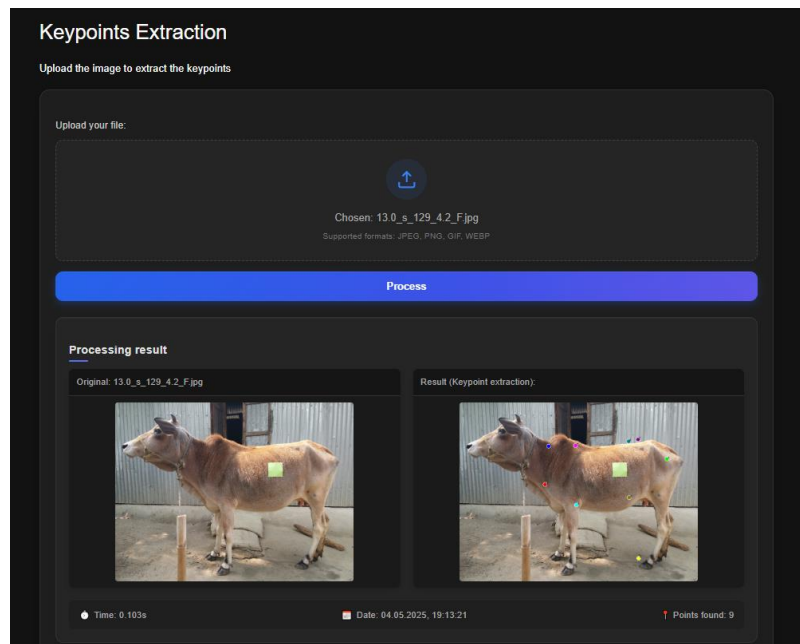 Keypoints Extraction
Upload the image to extract the keypoints
Upload your file:
Chosen: 13.0_s_129_4.2_F.jpg
Supported formats: JPEG, PNG, GIF, WEBP
Process
Processing result
Original: 13.0_s_129_4.2_F.jpg
Result (Keypoint extraction):
Time: 0.103s
Date: 04.05.2025, 19:13:21
Points found: 9